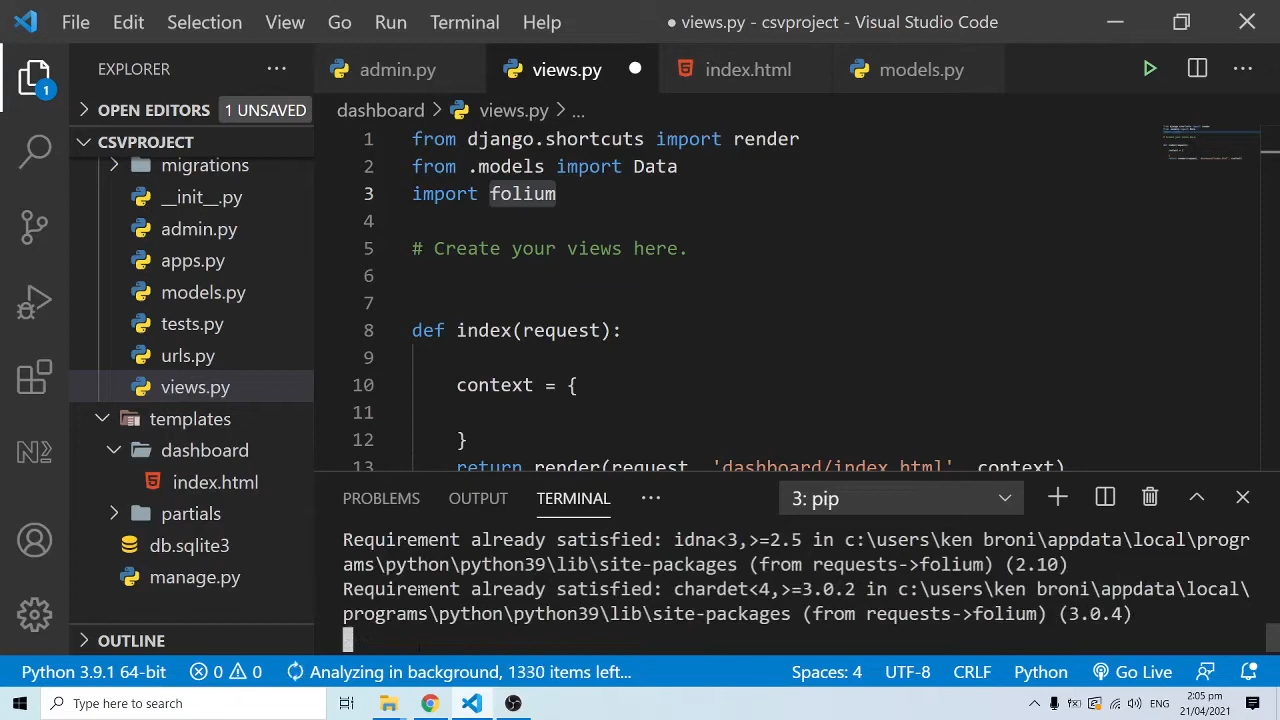 File Edit Selection View Go Run Terminal Help
● views.py - csvproject - Visual Studio Code
EXPLORER
OPEN EDITORS 1 UNSAVED
CSVPROJECT
migrations
__init__.py
admin.py
apps.py
models.py
tests.py
urls.py
views.py
templates
dashboard
index.html
partials
db.sqlite3
manage.py
OUTLINE
1
admin.py views.py index.html models.py
dashboard > views.py > ...
1 from django.shortcuts import render
2 from .models import Data
3 import folium
4
5 # Create your views here.
6
7
8 def index(request):
9
10 context = {
11
12 }
13 return render(request, 'dashboard/index.html', context)
PROBLEMS OUTPUT TERMINAL ... 3: pip
Requirement already satisfied: idna<3,>=2.5 in c:\users\ken broni\appdata\local\progr
ams\python\python39\lib\site-packages (from requests->folium) (2.10)
Requirement already satisfied: chardet<4,>=3.0.2 in c:\users\ken broni\appdata\local\
programs\python\python39\lib\site-packages (from requests->folium) (3.0.4)
Python 3.9.1 64-bit 0 0 Analyzing in background, 1330 items left... Spaces: 4 UTF-8 CRLF Python Go Live
Type here to search
ENG
2:05 pm
21/04/2021